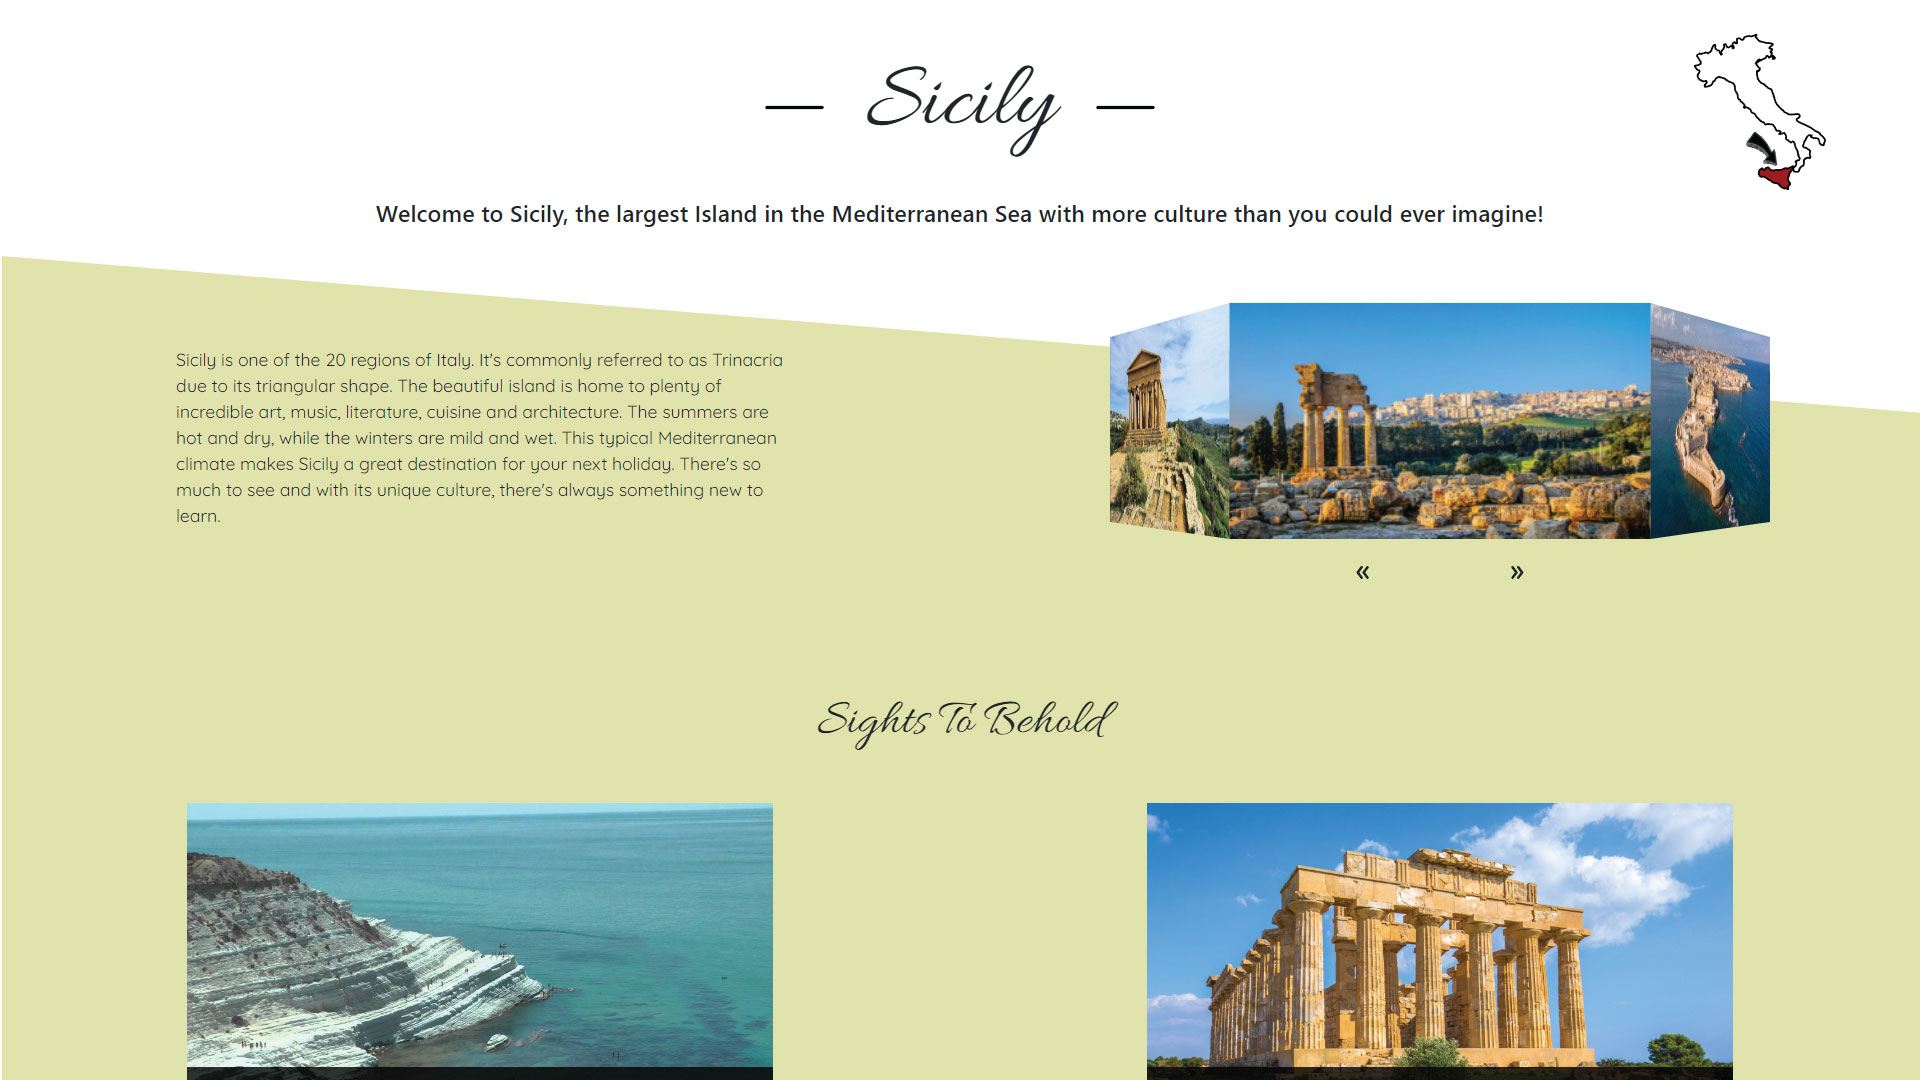 Sicily
Welcome to Sicily, the largest Island in the Mediterranean Sea with more culture than you could ever imagine!
Sicily is one of the 20 regions of Italy. It's commonly referred to as Trinacria
due to its triangular shape. The beautiful island is home to plenty of
incredible art, music, literature, cuisine and architecture. The summers are
hot and dry, while the winters are mild and wet. This typical Mediterranean
climate makes Sicily a great destination for your next holiday. There's so
much to see and with its unique culture, there's always something new to
learn.
« »
Sights To Behold